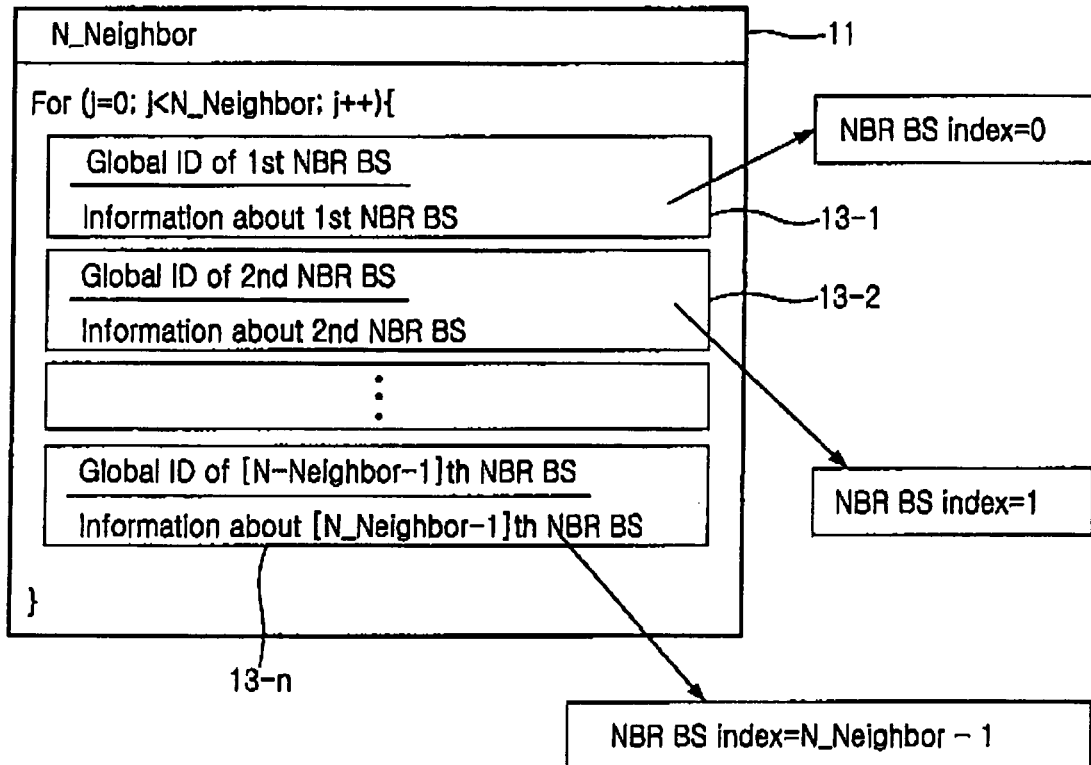 N_Neighbor
11
For (j=0; j<N_Neighbor; j++){
NBR BS index=0
Global ID of 1st NBR BS
Information about 1st NBR BS
13-1
Global ID of 2nd NBR BS
13-2
Information about 2nd NBR BS
Global ID of [N-Neighbor-1]th NBR BS
NBR BS index=1
Information about [N_Neighbor-1]th NBR BS
}
13-n
NBR BS index=N_Neighbor - 1